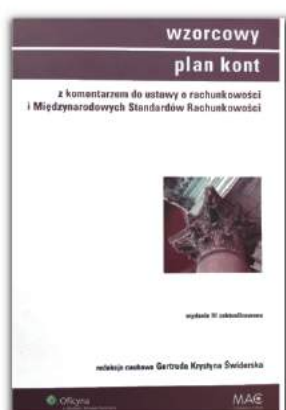 wzorcowy
plan kont
z komentarzem do ustawy o rachunkowości
i Międzynarodowych Standardów Rachunkowości
wydanie III zaktualizowane
redakcja naukowa Gertruda Krystyna Świderska
Oficyna
MAC